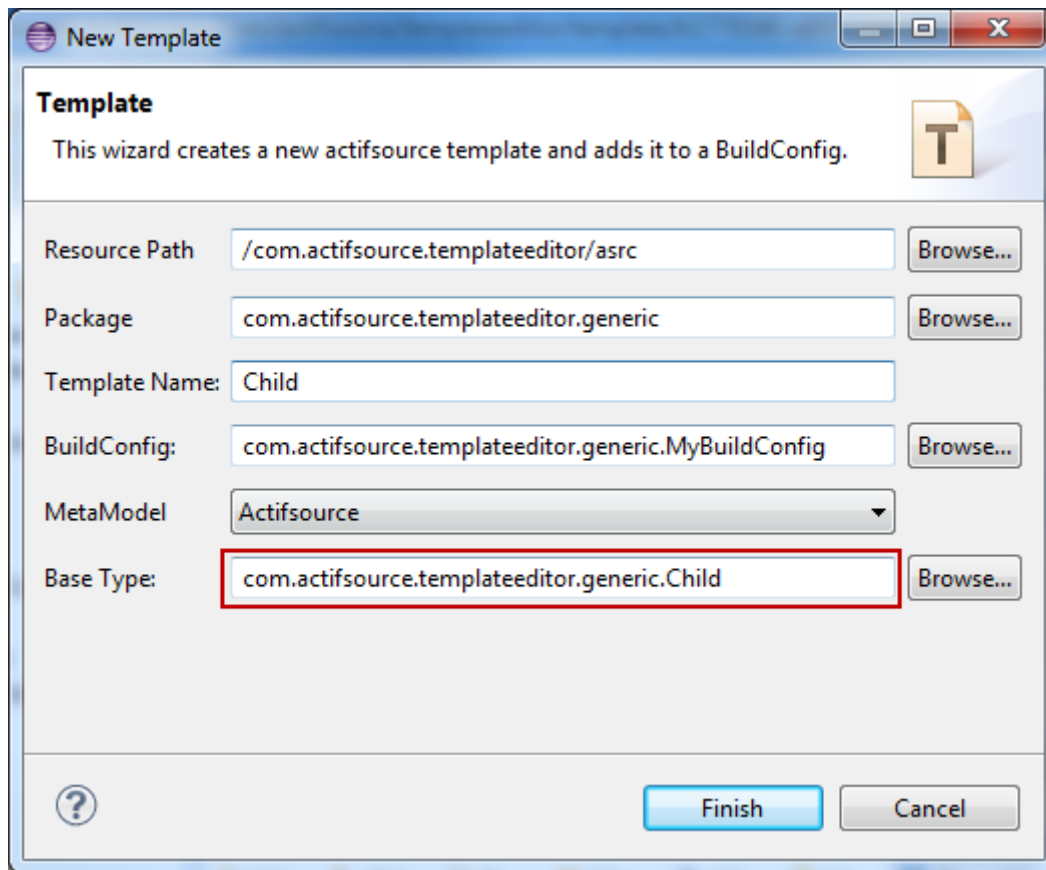 New Template
Template
This wizard creates a new actifsource template and adds it to a BuildConfig.
T
Resource Path /com.actifsource.templateeditor/asrc Browse...
Package com.actifsource.templateeditor.generic Browse...
Template Name: Child
BuildConfig: com.actifsource.templateeditor.generic.MyBuildConfig Browse...
MetaModel Actifsource
Base Type: com.actifsource.templateeditor.generic.Child Browse...
? Finish Cancel